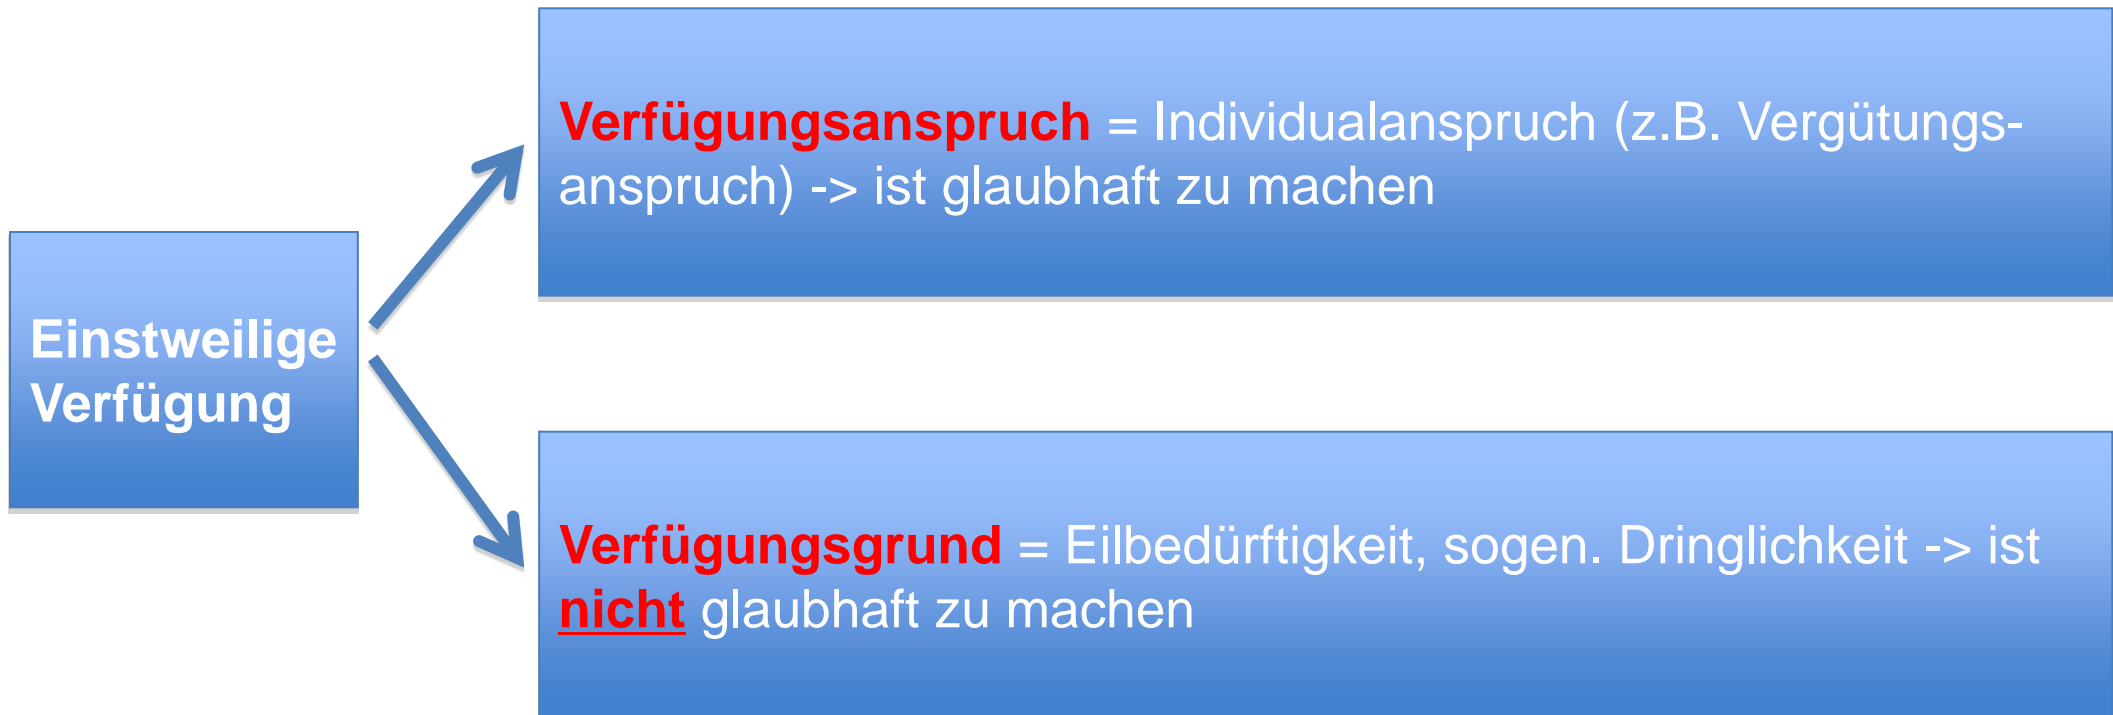 Verfügungsanspruch = Individualanspruch (z.B. Vergütungs-
anspruch) -> ist glaubhaft zu machen
Einstweilige
Verfügung
Verfügungsgrund = Eilbedürftigkeit, sogen. Dringlichkeit -> ist
nicht glaubhaft zu machen